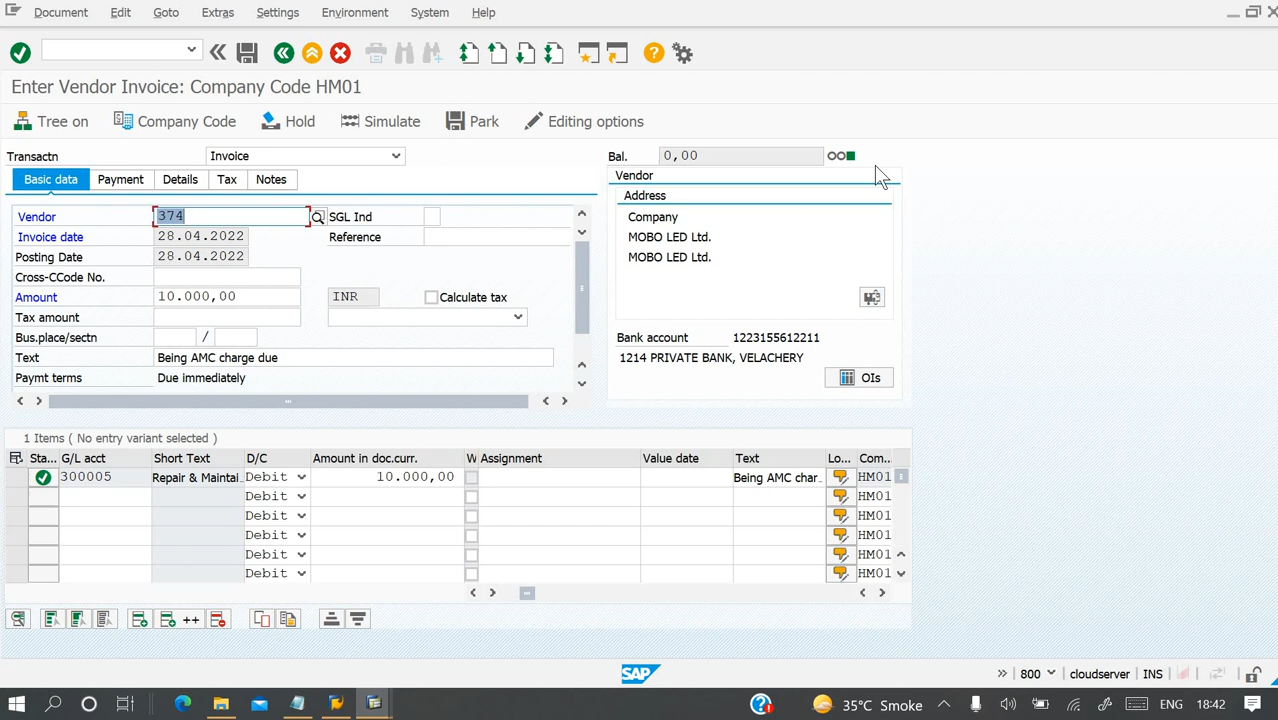 Document Edit Goto Extras Settings Environment System Help
Enter Vendor Invoice: Company Code HM01
Tree on Company Code Hold Simulate Park Editing options
Transactn Invoice Bal. 0,00
Basic data Payment Details Tax Notes
Vendor
Address
Vendor 374 SGL Ind
Company
Invoice date 28.04.2022 Reference
MOBO LED Ltd.
Posting Date 28.04.2022
MOBO LED Ltd.
Cross-CCode No.
Amount 10.000,00 INR Calculate tax
Tax amount
Bus.place/sectn /
Bank account 1223155612211
Text Being AMC charge due
1214 PRIVATE BANK, VELACHERY
Paymt terms Due immediately
OIs
1 Items ( No entry variant selected )
Sta... G/L acct Short Text D/C Amount in doc.curr. W Assignment Value date Text Lo... Com..
300005 Repair & Maintai.. Debit 10.000,00 Being AMC char.. HM01
Debit HM01
Debit HM01
Debit HM01
Debit HM01
Debit HM01
++
SAP 800 cloudserver INS
35°C Smoke ENG 18:42